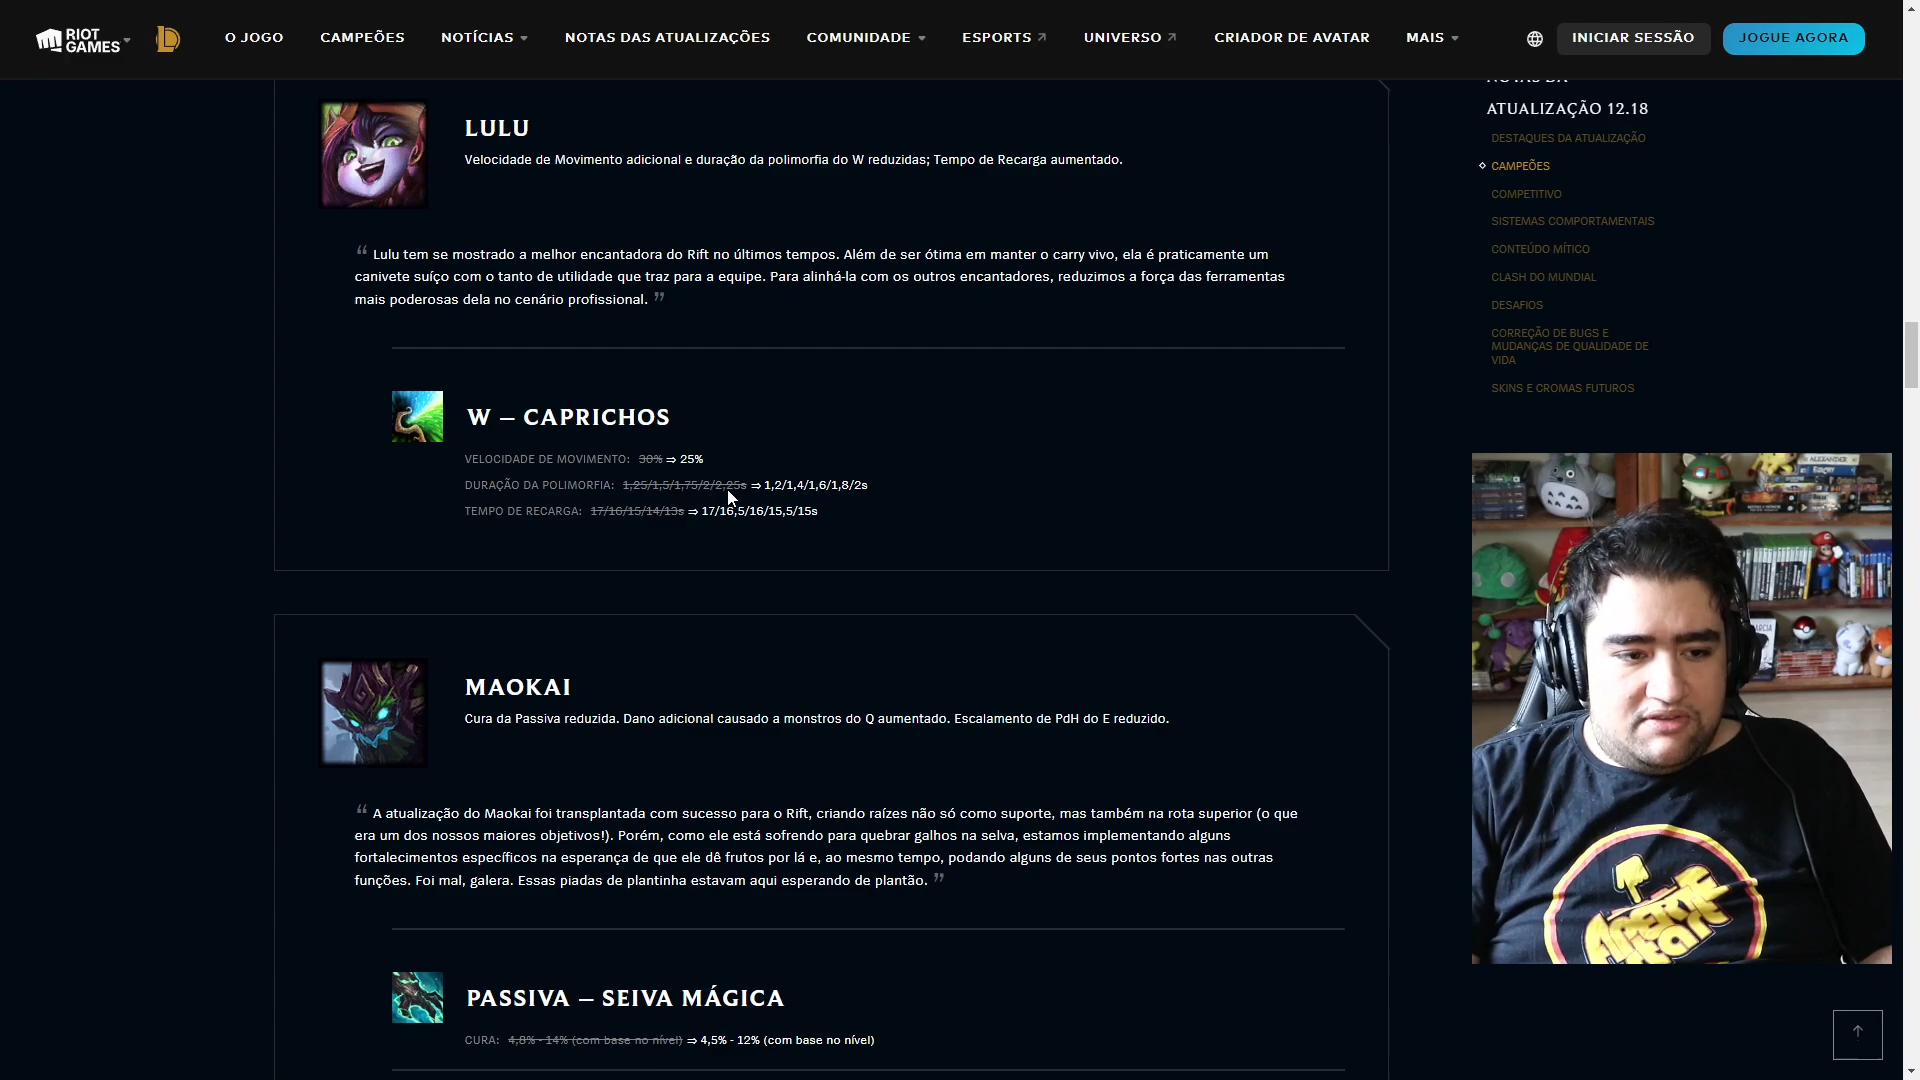 RIOT GAMES
O JOGO
CAMPEÕES
NOTÍCIAS
NOTAS DAS ATUALIZAÇÕES
COMUNIDADE
ESPORTS
UNIVERSO
CRIADOR DE AVATAR
MAIS
INICIAR SESSÃO
JOGUE AGORA
LULU
Velocidade de Movimento adicional e duração da polimorfia do W reduzidas; Tempo de Recarga aumentado.
“ Lulu tem se mostrado a melhor encantadora do Rift no últimos tempos. Além de ser ótima em manter o carry vivo, ela é praticamente um
canivete suíço com o tanto de utilidade que traz para a equipe. Para alinhá-la com os outros encantadores, reduzimos a força das ferramentas
mais poderosas dela no cenário profissional. ”
W – CAPRICHOS
VELOCIDADE DE MOVIMENTO: 30% ⇒ 25%
DURAÇÃO DA POLIMORFIA: 1,25/1,5/1,75/2/2,25s ⇒ 1,2/1,4/1,6/1,8/2s
TEMPO DE RECARGA: 17/16/15/14/13s ⇒ 17/16,5/16/15,5/15s
MAOKAI
Cura da Passiva reduzida. Dano adicional causado a monstros do Q aumentado. Escalamento de PdH do E reduzido.
“ A atualização do Maokai foi transplantada com sucesso para o Rift, criando raízes não só como suporte, mas também na rota superior (o que
era um dos nossos maiores objetivos!). Porém, como ele está sofrendo para quebrar galhos na selva, estamos implementando alguns
fortalecimentos específicos na esperança de que ele dê frutos por lá e, ao mesmo tempo, podando alguns de seus pontos fortes nas outras
funções. Foi mal, galera. Essas piadas de plantinha estavam aqui esperando de plantão. ”
PASSIVA – SEIVA MÁGICA
CURA: 4,8% - 14% (com base no nível) ⇒ 4,5% - 12% (com base no nível)
NOTAS DA
ATUALIZAÇÃO 12.18
DESTAQUES DA ATUALIZAÇÃO
CAMPEÕES
COMPETITIVO
SISTEMAS COMPORTAMENTAIS
CONTEÚDO MÍTICO
CLASH DO MUNDIAL
DESAFIOS
CORREÇÃO DE BUGS E
MUDANÇAS DE QUALIDADE DE
VIDA
SKINS E CROMAS FUTUROS